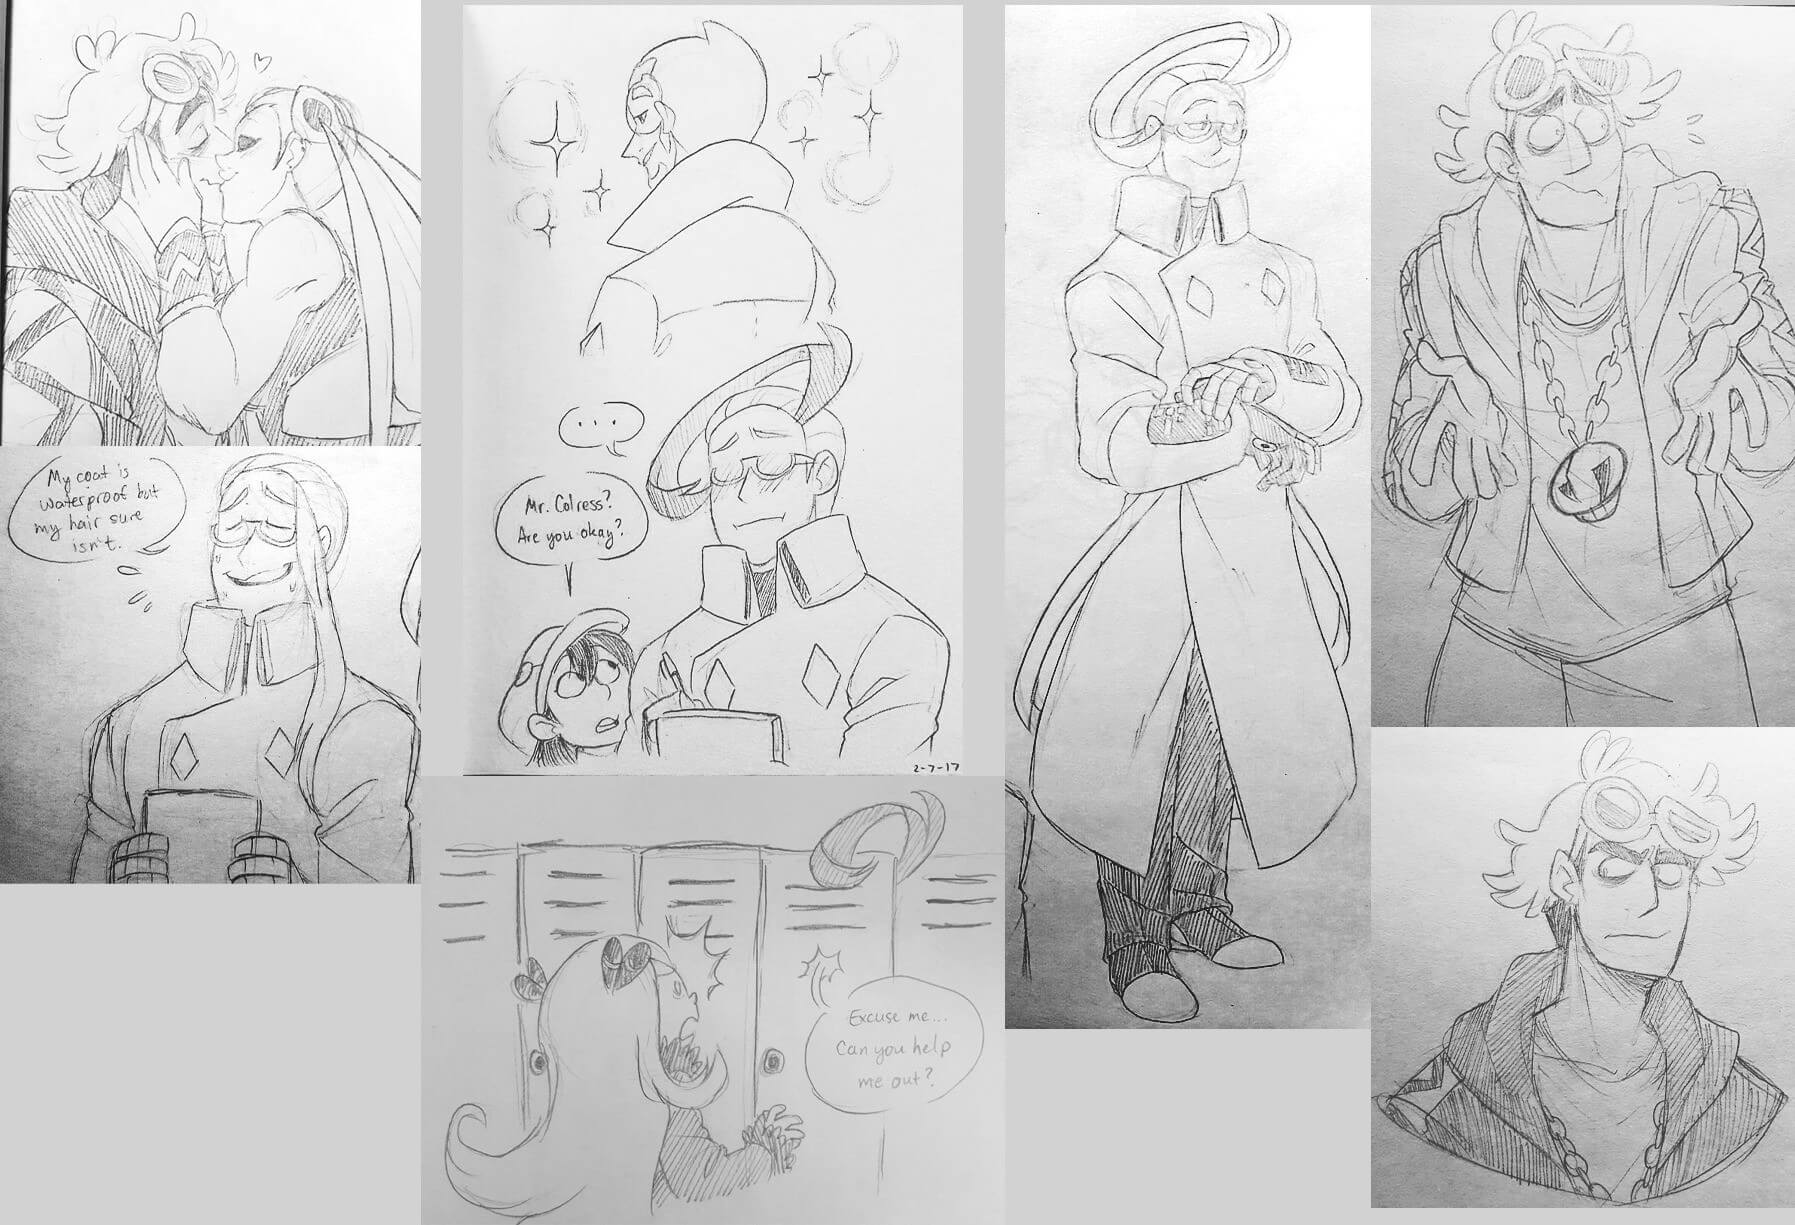 My coat is
waterproof but
my hair sure
isn't.
...
Mr. Colress?
Are you okay?
2-7-17
Excuse me...
Can you help
me out?